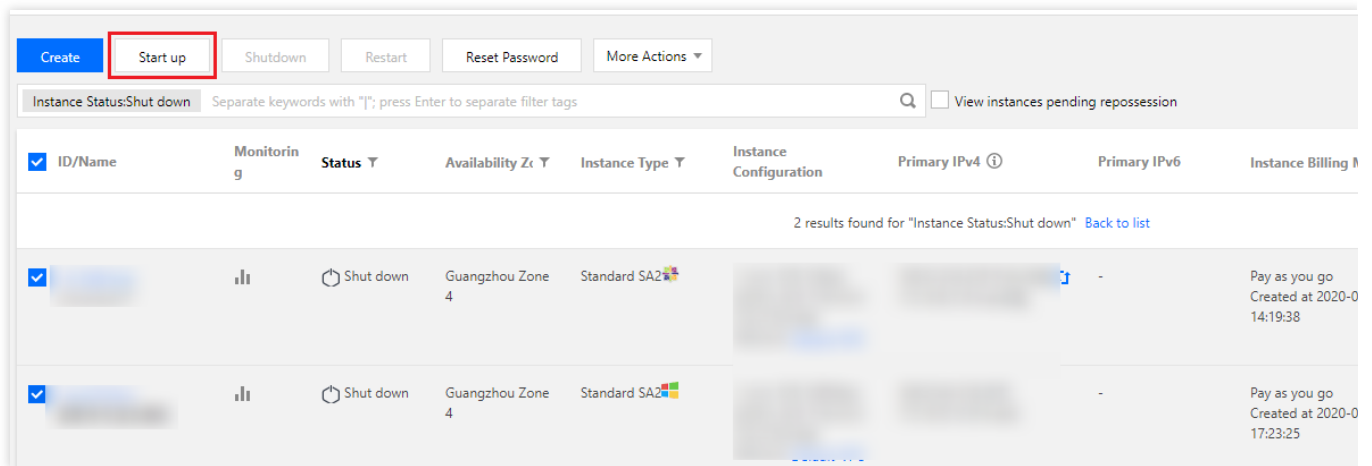 Create Start up Shutdown Restart Reset Password More Actions
Instance Status:Shut down Separate keywords with "|"; press Enter to separate filter tags View instances pending repossession
ID/Name Monitorin g Status Availability Zo Instance Type Instance Configuration Primary IPv4 Primary IPv6 Instance Billing M
2 results found for "Instance Status:Shut down" Back to list
Shut down Guangzhou Zone Standard SA2 - Pay as you go
4 Created at 2020-0
14:19:38
Shut down Guangzhou Zone Standard SA2 - Pay as you go
4 Created at 2020-0
17:23:25